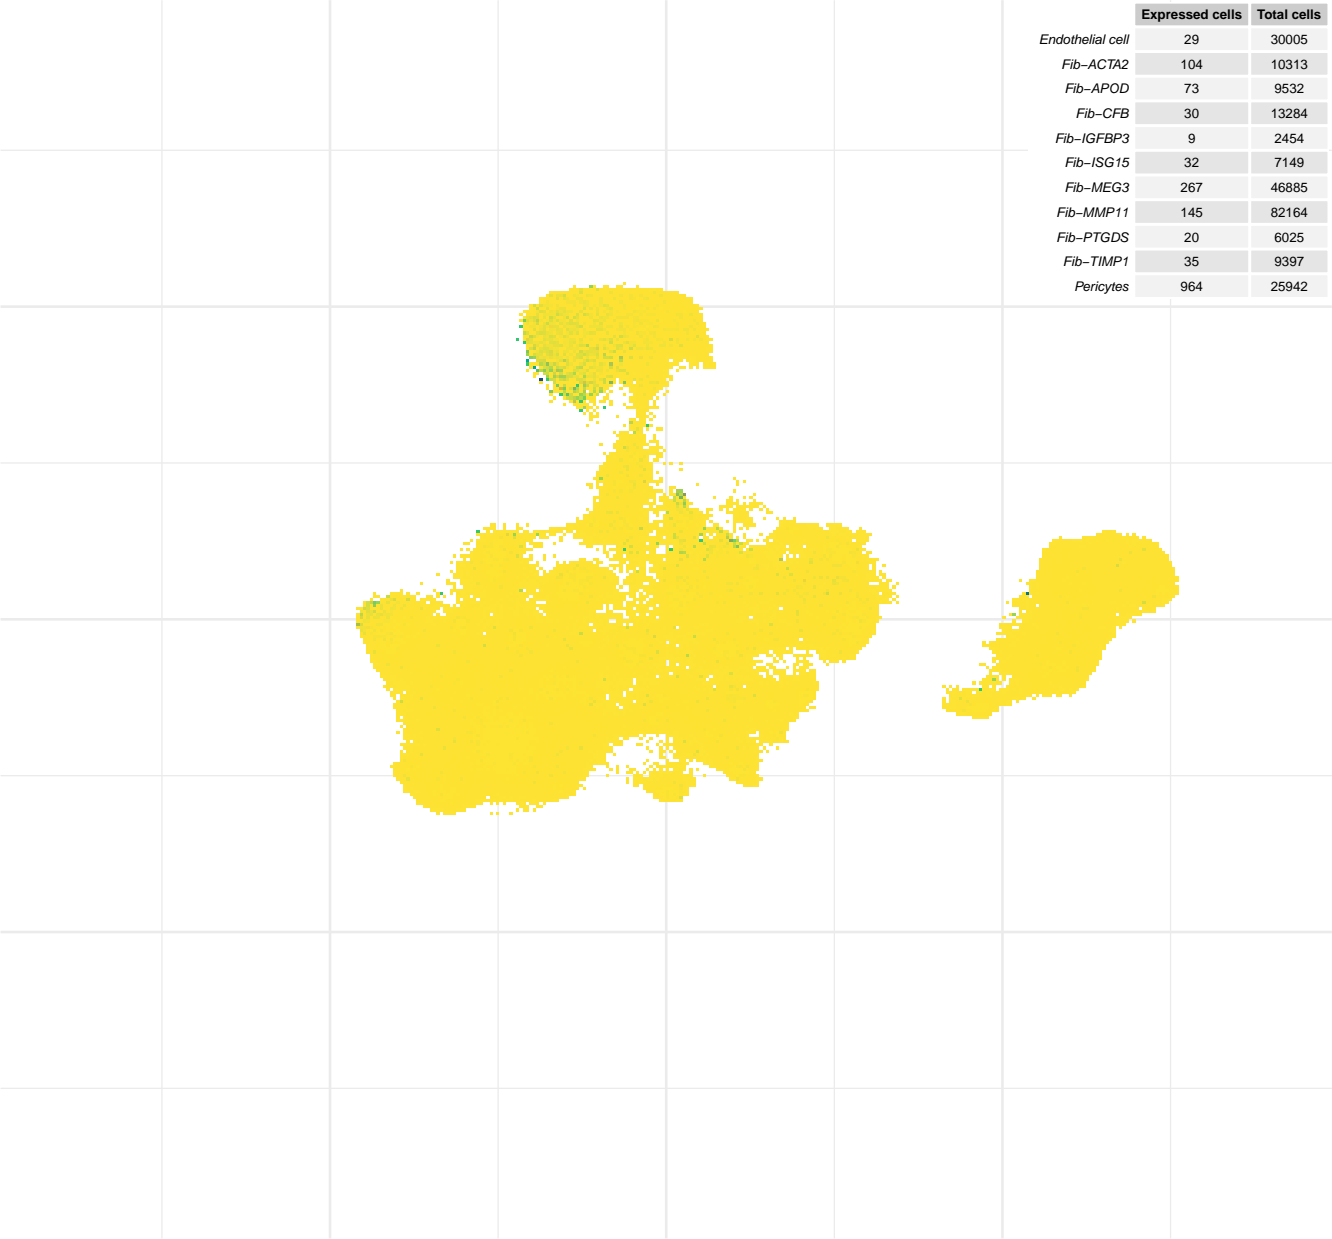 Expressed cells Total cells
Endothelial cell 29 30005
Fib−ACTA2 104 10313
Fib−APOD 73 9532
Fib−CFB 30 13284
Fib−IGFBP3 9 2454
Fib−ISG15 32 7149
Fib−MEG3 267 46885
Fib−MMP11 145 82164
Fib−PTGDS 20 6025
Fib−TIMP1 35 9397
Pericytes 964 25942